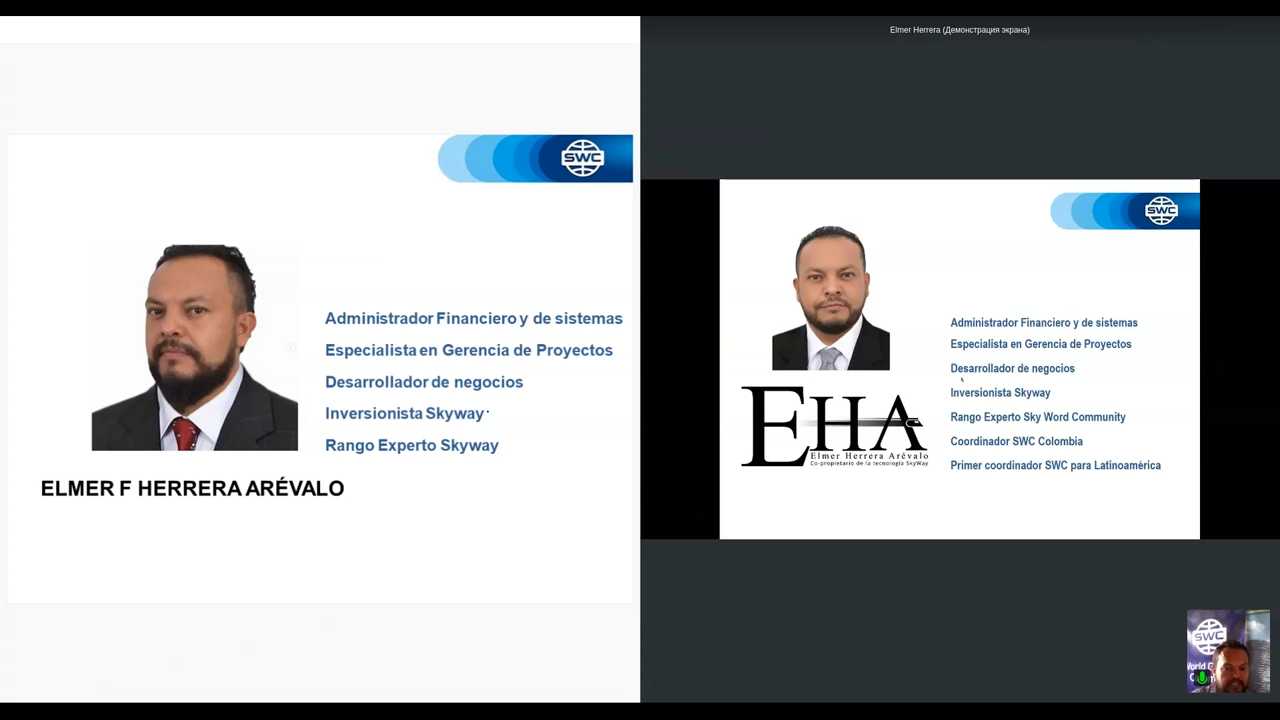 Elmer Herrera (Демонстрация экрана)
SWC
Administrador Financiero y de sistemas
Especialista en Gerencia de Proyectos
Desarrollador de negocios
Inversionista Skyway
Rango Experto Skyway
ELMER F HERRERA ARÉVALO
SWC
Administrador Financiero y de sistemas
Especialista en Gerencia de Proyectos
Desarrollador de negocios
Inversionista Skyway
Rango Experto Sky Word Community
Coordinador SWC Colombia
Primer coordinador SWC para Latinoamérica
EHA
Elmer Herrera Arévalo
Co-propietario de la tecnología SkyWay
SWC